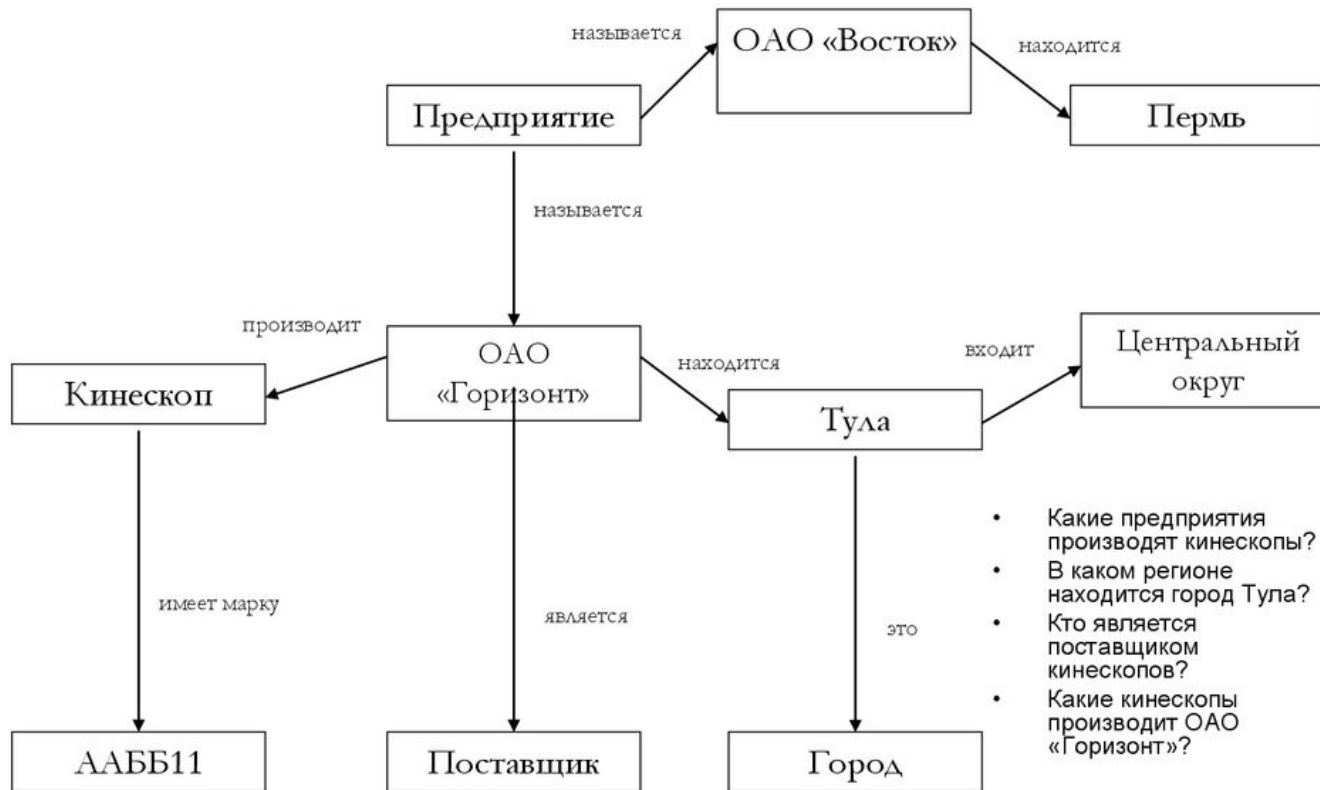 называется
ОАО «Восток»
находится
Предприятие
Пермь
называется
производит
ОАО
«Горизонт»
находится
входит
Центральный
округ
Кинескоп
Тула
имеет марку
является
это
• Какие предприятия
производят кинескопы?
• В каком регионе
находится город Тула?
• Кто является
поставщиком
кинескопов?
• Какие кинескопы
производит ОАО
«Горизонт»?
ААББ11
Поставщик
Город